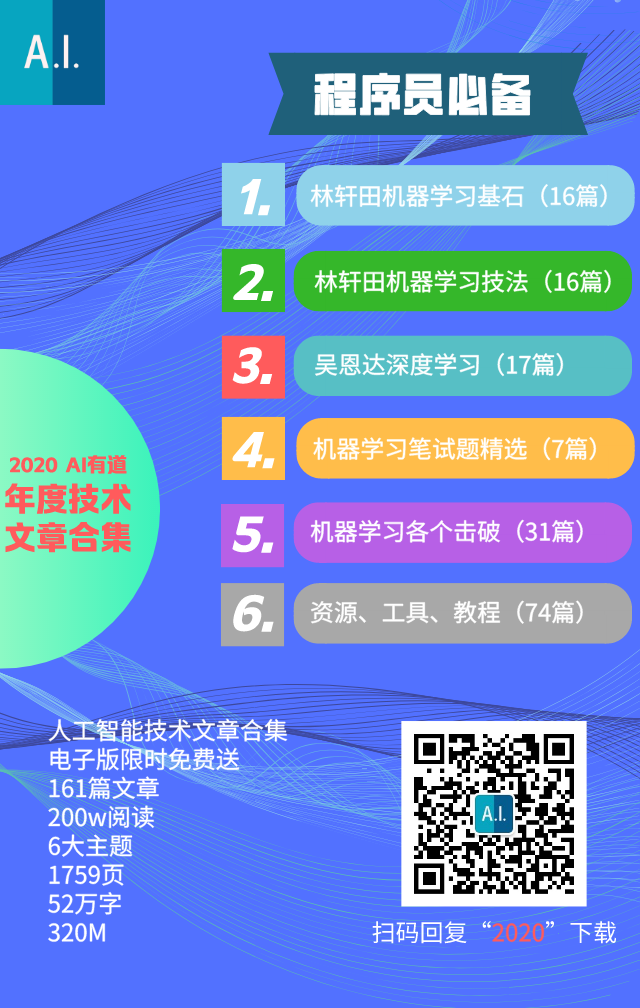 A.I.
程序员必备
1.
林轩田机器学习基石（16篇）
2.
林轩田机器学习技法（16篇）
3.
吴恩达深度学习（17篇）
4.
机器学习笔试题精选（7篇）
5.
机器学习各个击破（31篇）
6.
资源、工具、教程（74篇）
2020 AI有道
年度技术
文章合集
人工智能技术文章合集
电子版限时免费送
161篇文章
200w阅读
6大主题
1759页
52万字
320M
A.I.
扫码回复“2020”下载